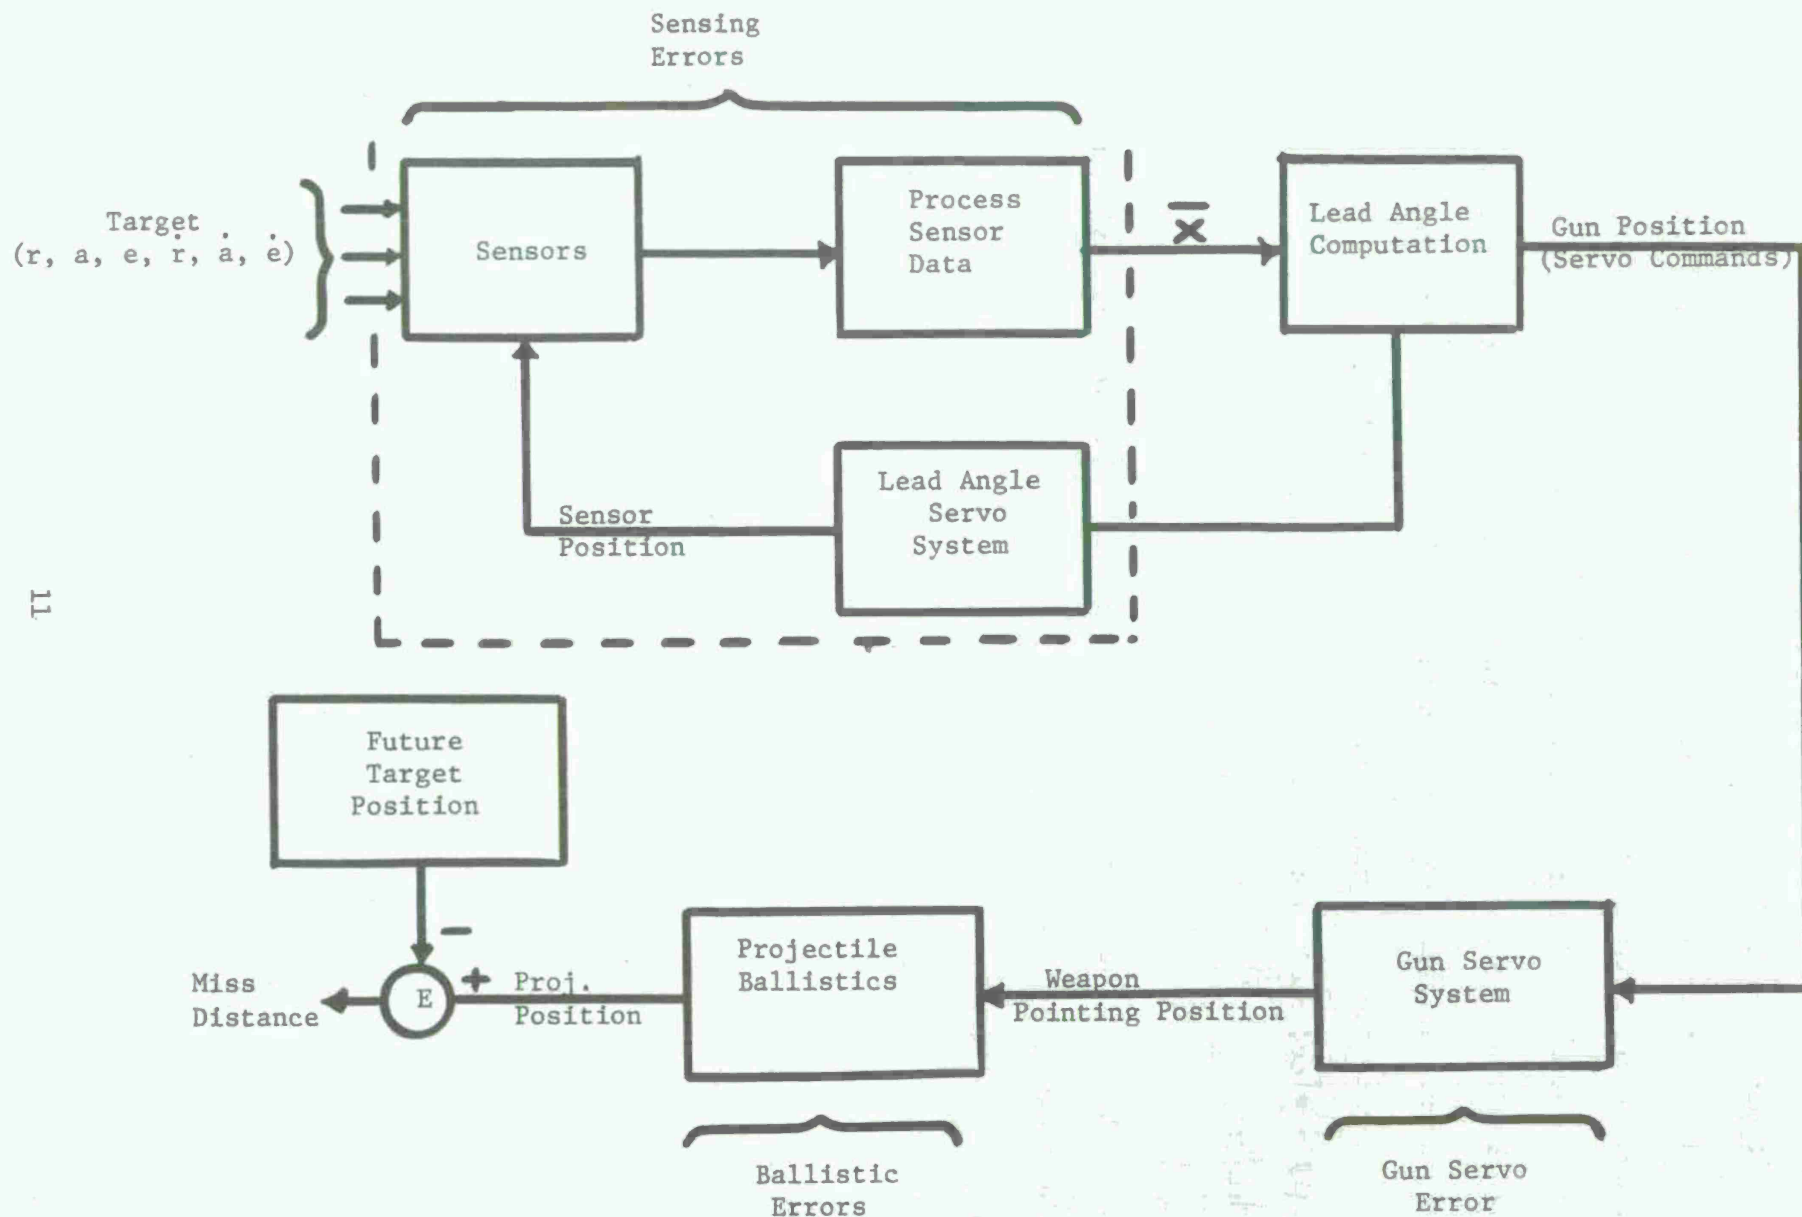 Sensing
Errors
Target
(r, a, e, ṙ, ȧ, ė)
Sensors
Process
Sensor
Data
x̄
Lead Angle
Computation
Gun Position
(Servo Commands)
Sensor
Position
Lead Angle
Servo
System
11
Future
Target
Position
−
Miss
Distance
E
+
Proj.
Position
Projectile
Ballistics
Weapon
Pointing Position
Gun Servo
System
Ballistic
Errors
Gun Servo
Error